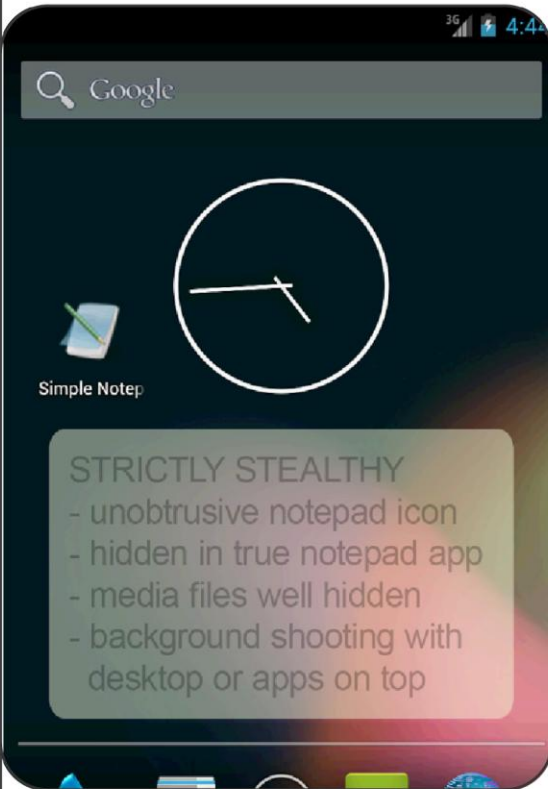 3G 4:44
Google
Simple Notep
STRICTLY STEALTHY
- unobtrusive notepad icon
- hidden in true notepad app
- media files well hidden
- background shooting with
desktop or apps on top